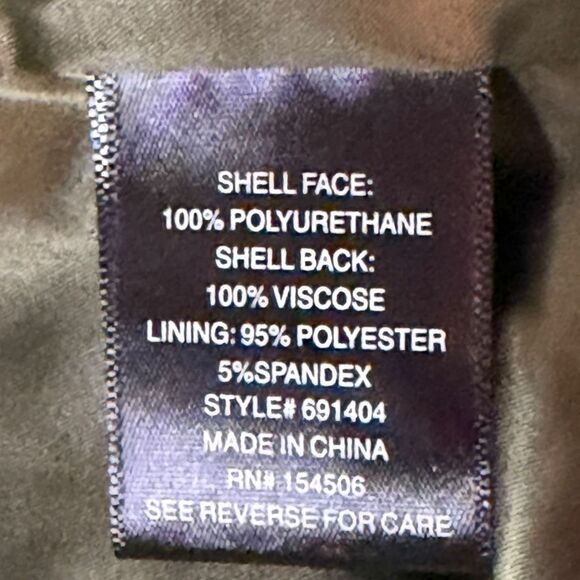 SHELL FACE:
100% POLYURETHANE
SHELL BACK:
100% VISCOSE
LINING: 95% POLYESTER
5%SPANDEX
STYLE# 691404
MADE IN CHINA
RN# 154506
SEE REVERSE FOR CARE